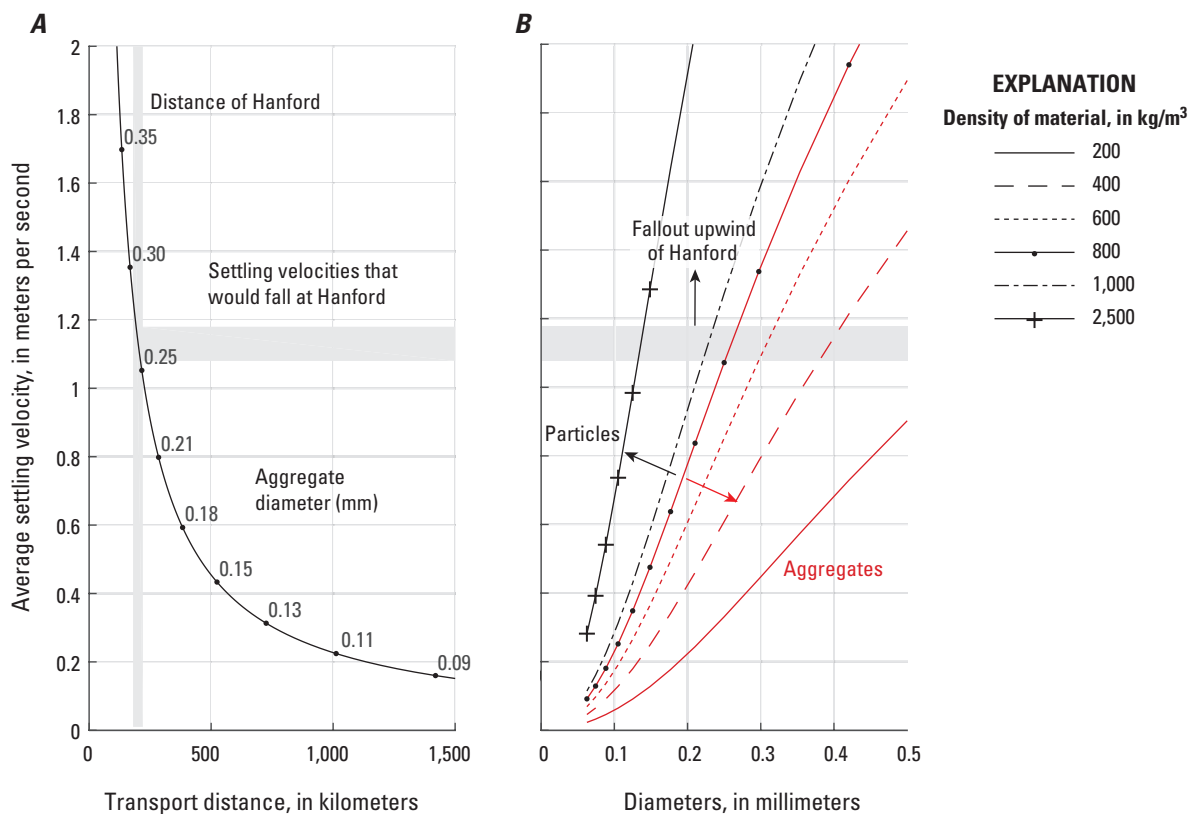 A
B
2
1.8
1.6
1.4
1.2
1
0.8
0.6
0.4
0.2
0
Average settling velocity, in meters per second
Distance of Hanford
0.35
0.30
Settling velocities that
would fall at Hanford
0.25
0.21
Aggregate
diameter (mm)
0.18
0.15
0.13
0.11
0.09
0
500
1,000
1,500
Transport distance, in kilometers
Fallout upwind
of Hanford
Particles
Aggregates
0
0.1
0.2
0.3
0.4
0.5
Diameters, in millimeters
EXPLANATION
Density of material, in kg/m³
200
400
600
800
1,000
2,500